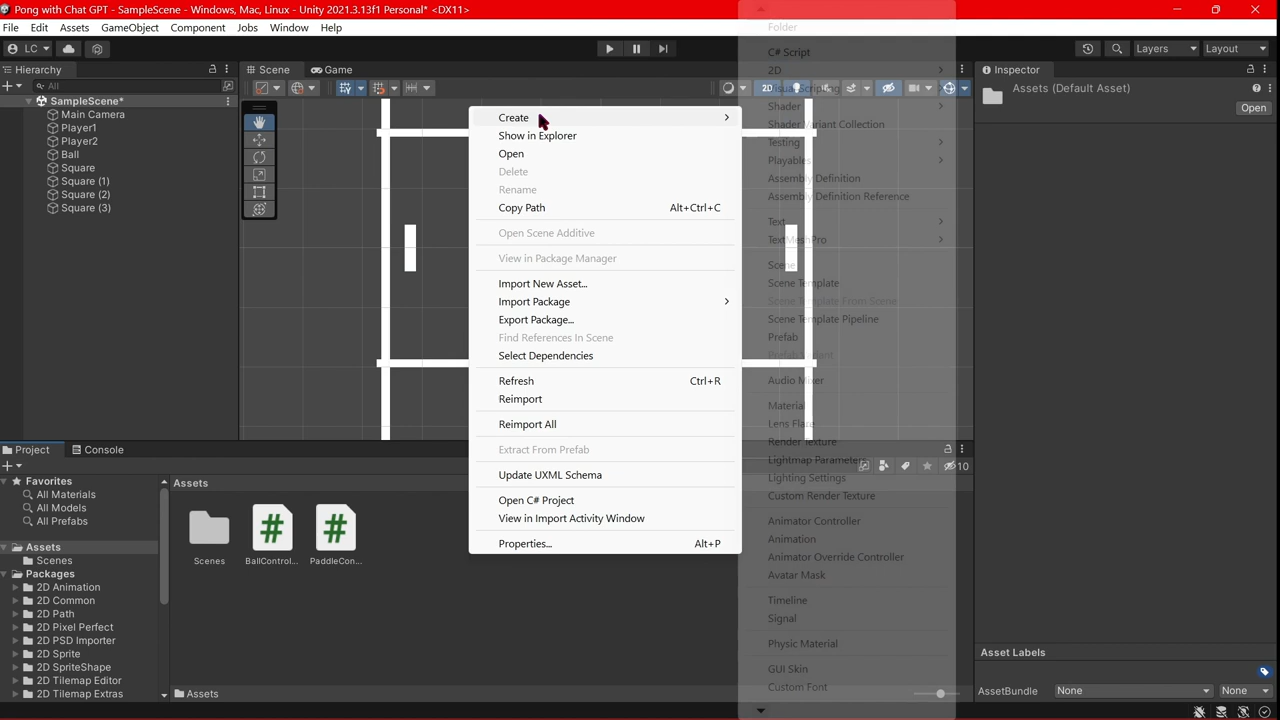 Pong with Chat GPT - SampleScene - Windows, Mac, Linux - Unity 2021.3.13f1 Personal* <DX11>
File Edit Assets GameObject Component Jobs Window Help
LC Layers Layout
Hierarchy Scene Game Inspector
All
SampleScene*
Main Camera
Player1
Player2
Ball
Square
Square (1)
Square (2)
Square (3)
2D
Create
Show in Explorer
Open
Delete
Rename
Copy Path Alt+Ctrl+C
Open Scene Additive
View in Package Manager
Import New Asset...
Import Package
Export Package...
Find References In Scene
Select Dependencies
Refresh Ctrl+R
Reimport
Reimport All
Extract From Prefab
Update UXML Schema
Open C# Project
View in Import Activity Window
Properties... Alt+P
Folder
C# Script
2D
Visual Scripting
Shader
Shader Variant Collection
Testing
Playables
Assembly Definition
Assembly Definition Reference
Text
TextMeshPro
Scene
Scene Template
Scene Template From Scene
Scene Template Pipeline
Prefab
Prefab Variant
Audio Mixer
Material
Lens Flare
Render Texture
Lightmap Parameters
Lighting Settings
Custom Render Texture
Animator Controller
Animation
Animator Override Controller
Avatar Mask
Timeline
Signal
Physic Material
GUI Skin
Custom Font
Assets (Default Asset)
Open
Project Console
10
Favorites
All Materials
All Models
All Prefabs
Assets
Scenes
Packages
2D Animation
2D Common
2D Path
2D Pixel Perfect
2D PSD Importer
2D Sprite
2D SpriteShape
2D Tilemap Editor
2D Tilemap Extras
Assets
Scenes BallControl... PaddleCon...
Assets
Asset Labels
AssetBundle None None